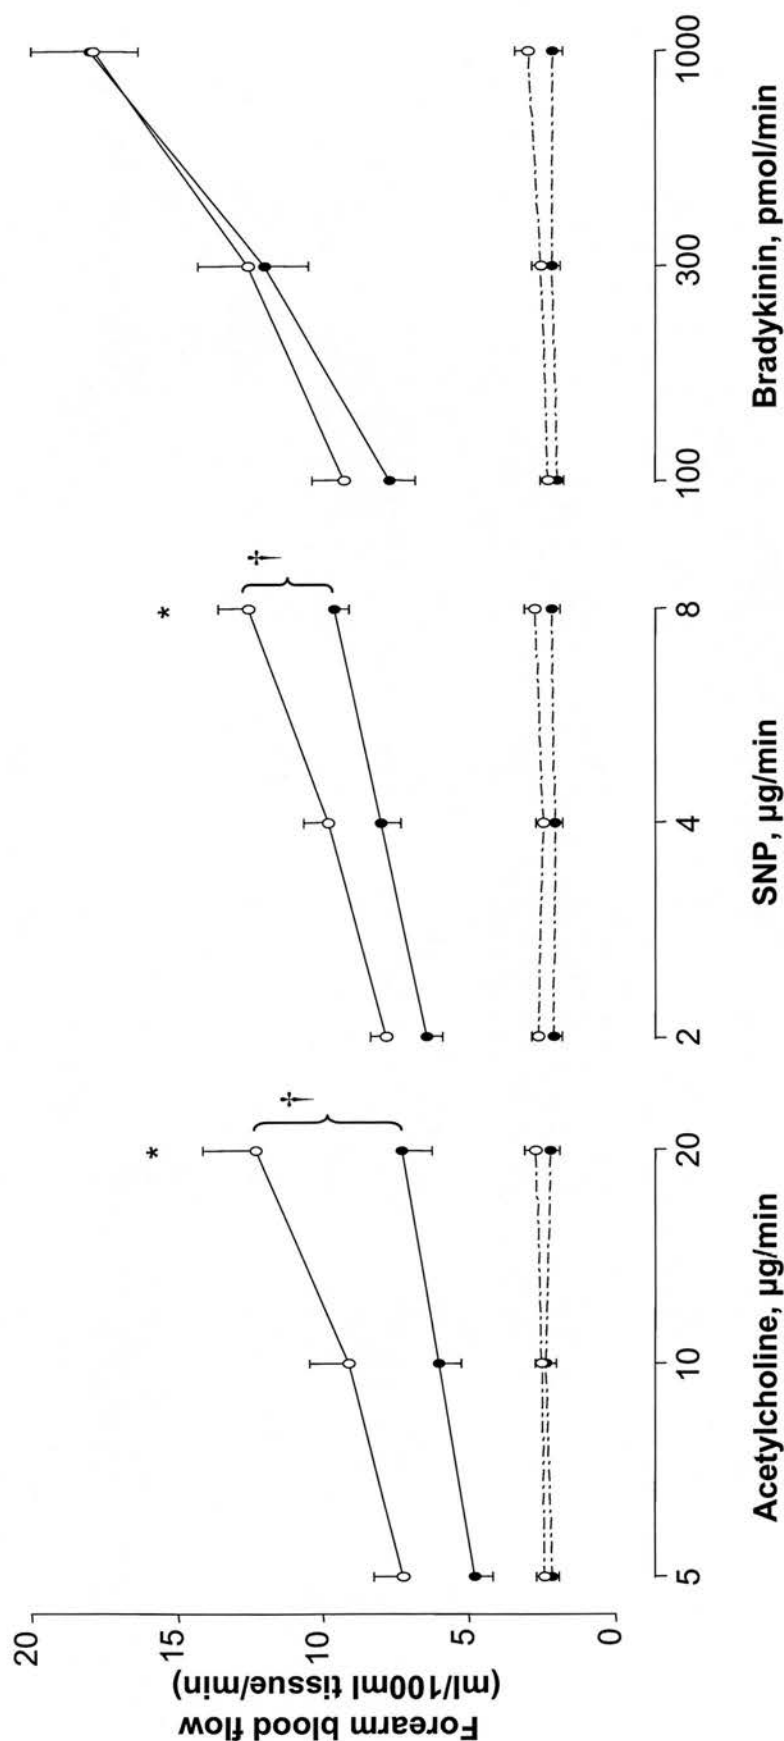 Forearm blood flow
(ml/100ml tissue/min)
20
15
10
5
0
* †
5 10 20
Acetylcholine, µg/min
* †
2 4 8
SNP, µg/min
100 300 1000
Bradykinin, pmol/min